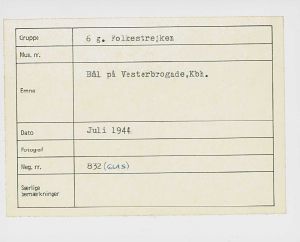 Gruppe 6 g. Folkestrejken
Mus. nr.
Emne Bål på Vesterbrogade,Kbh.
Dato Juli 1944
Fotograf
Neg. nr. 832 (GLAS)
Særlige
bemærkninger